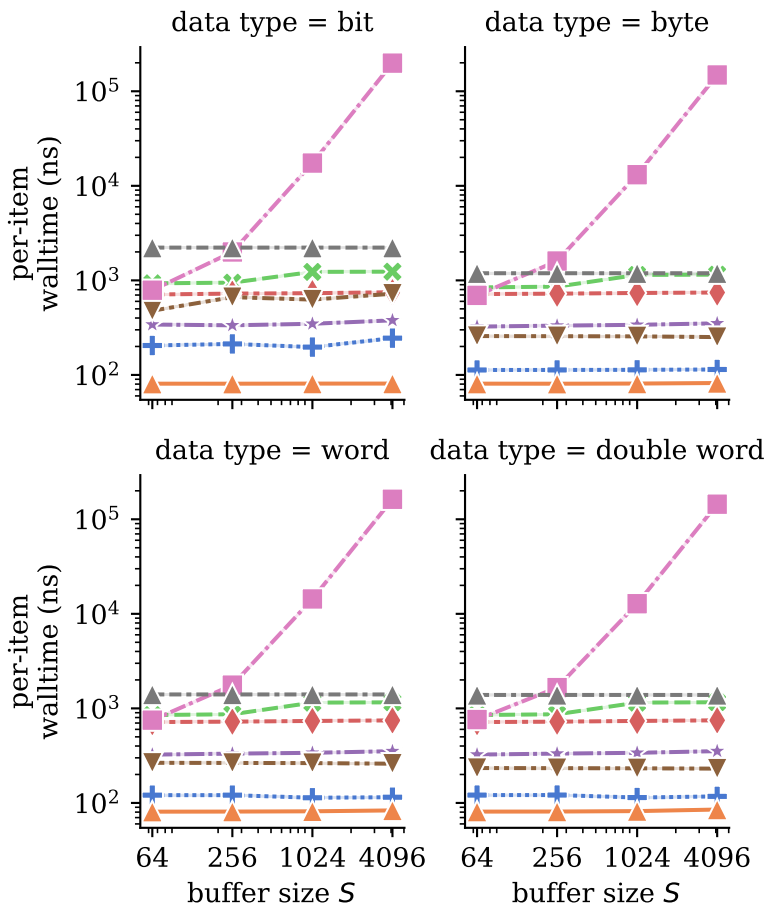 data type = bit
data type = byte
per-item
walltime (ns)
10^5
10^4
10^3
10^2
data type = word
data type = double word
per-item
walltime (ns)
10^5
10^4
10^3
10^2
64 256 1024 4096
64 256 1024 4096
buffer size S
buffer size S